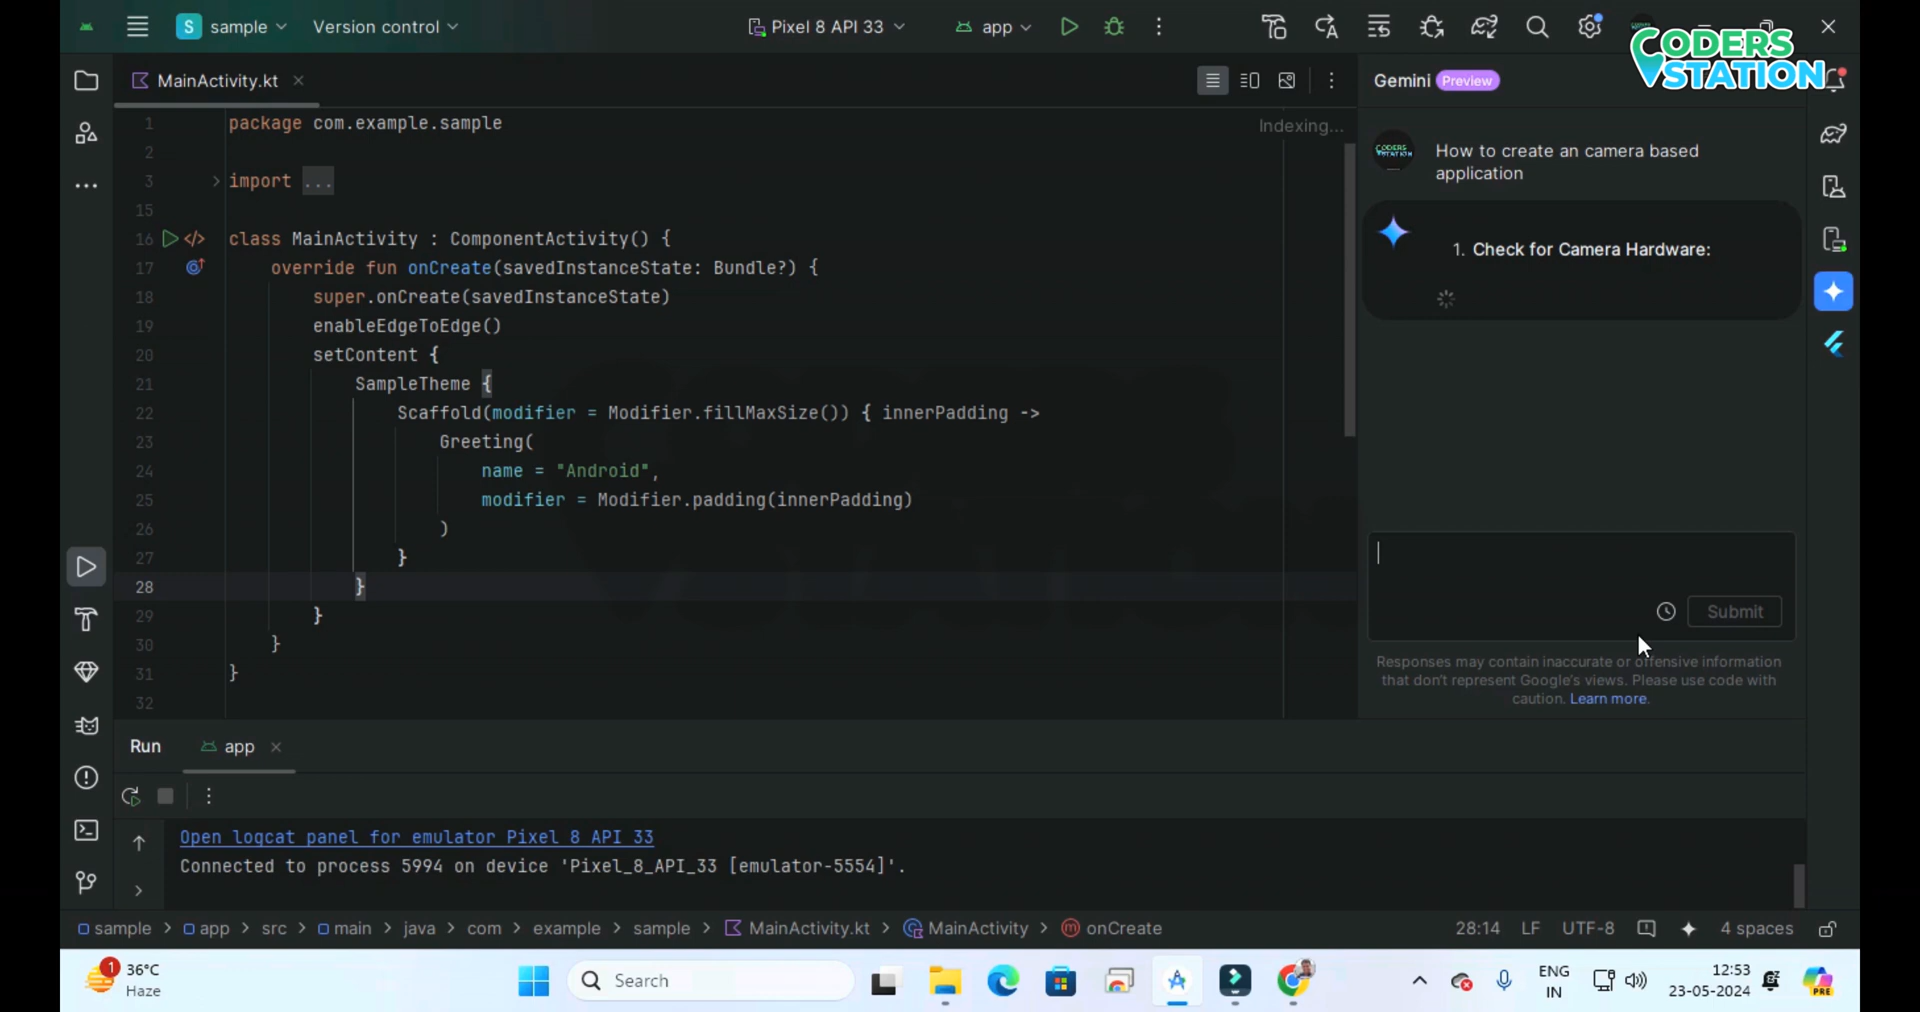 S sample
Version control
Pixel 8 API 33
app
CODERS
STATION
MainActivity.kt
Gemini Preview
Indexing...
1 package com.example.sample
2
3 import ...
15
16 class MainActivity : ComponentActivity() {
17 override fun onCreate(savedInstanceState: Bundle?) {
18 super.onCreate(savedInstanceState)
19 enableEdgeToEdge()
20 setContent {
21 SampleTheme {
22 Scaffold(modifier = Modifier.fillMaxSize()) { innerPadding ->
23 Greeting(
24 name = "Android",
25 modifier = Modifier.padding(innerPadding)
26 )
27 }
28 }
29 }
30 }
31 }
32
CODERS
STATION
How to create an camera based
application
1. Check for Camera Hardware:
Submit
Responses may contain inaccurate or offensive information
that don't represent Google's views. Please use code with
caution. Learn more.
Run app
Open logcat panel for emulator Pixel 8 API 33
Connected to process 5994 on device 'Pixel_8_API_33 [emulator-5554]'.
sample > app > src > main > java > com > example > sample > MainActivity.kt > MainActivity > onCreate
28:14 LF UTF-8 4 spaces
1
36°C
Haze
Search
ENG
IN
12:53
23-05-2024
PRE